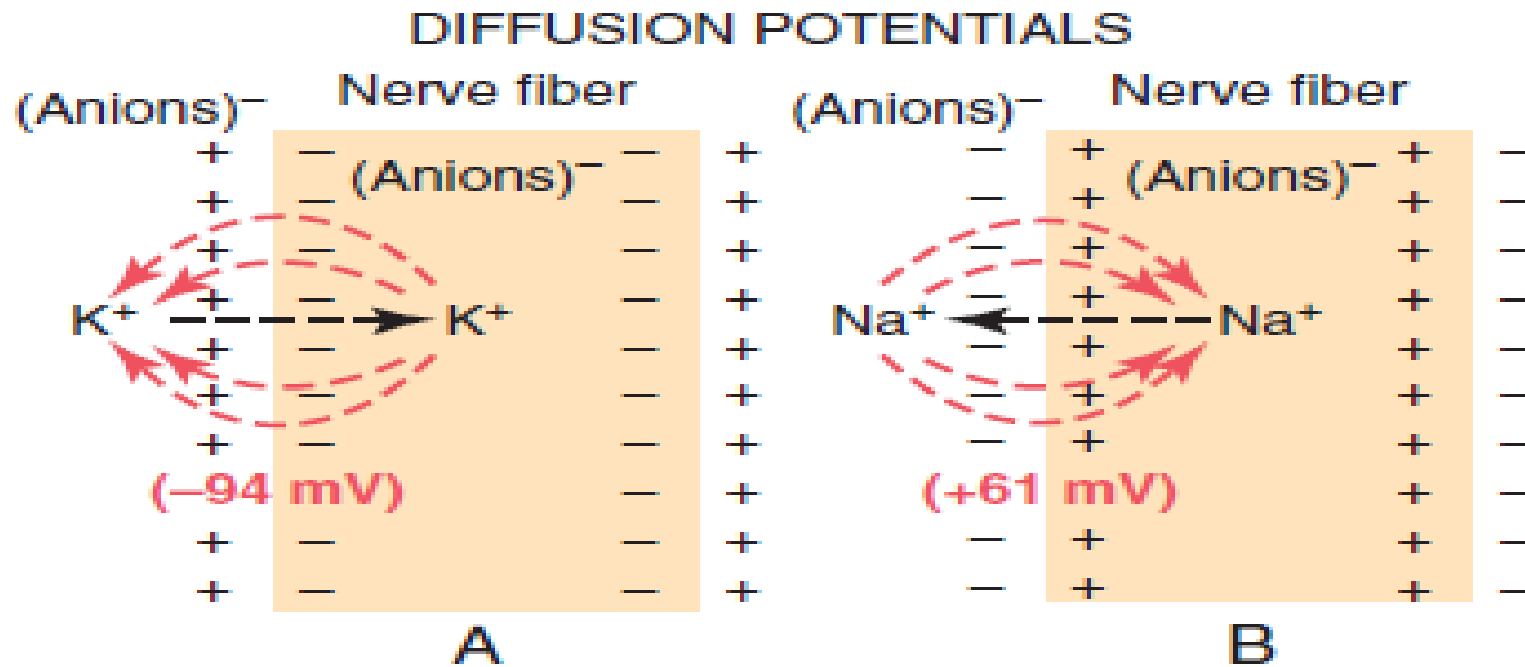 DIFFUSION POTENTIALS
Nerve fiber
(Anions)–
(Anions)–
K+
K+
(–94 mV)
A
Nerve fiber
(Anions)–
(Anions)–
Na+
Na+
(+61 mV)
B